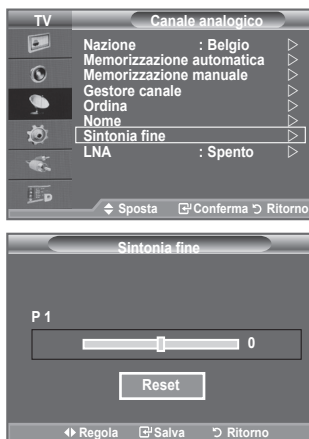 TV
Canale analogico
Nazione : Belgio
Memorizzazione automatica
Memorizzazione manuale
Gestore canale
Ordina
Nome
Sintonia fine
LNA : Spento
Sposta Conferma Ritorno
Sintonia fine
P 1
0
Reset
Regola Salva Ritorno